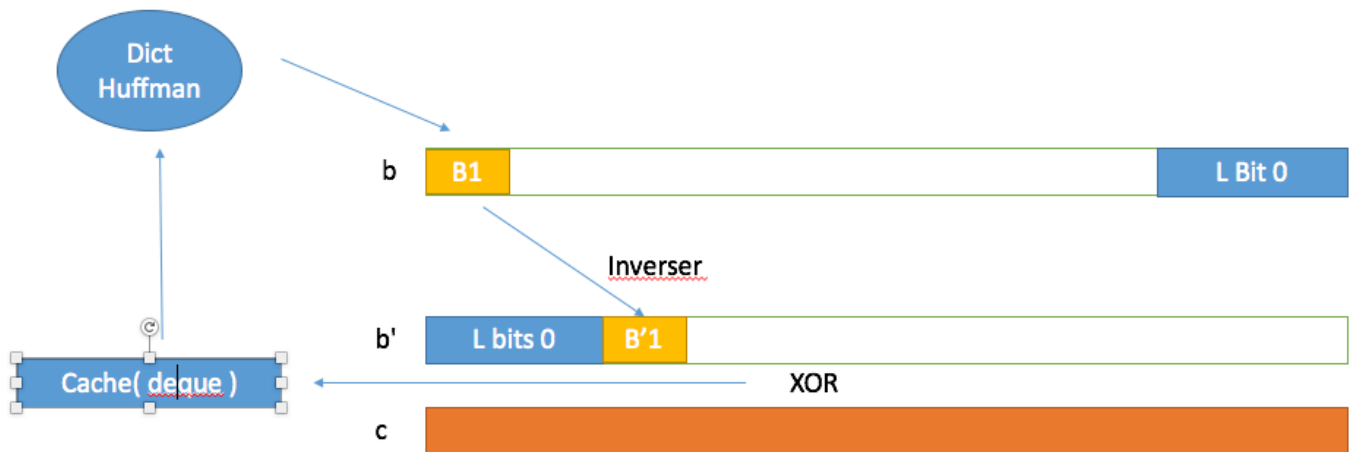 Dict
Huffman
b
B1
L Bit 0
Inverser
b'
L bits 0
B’1
Cache( deque )
XOR
c